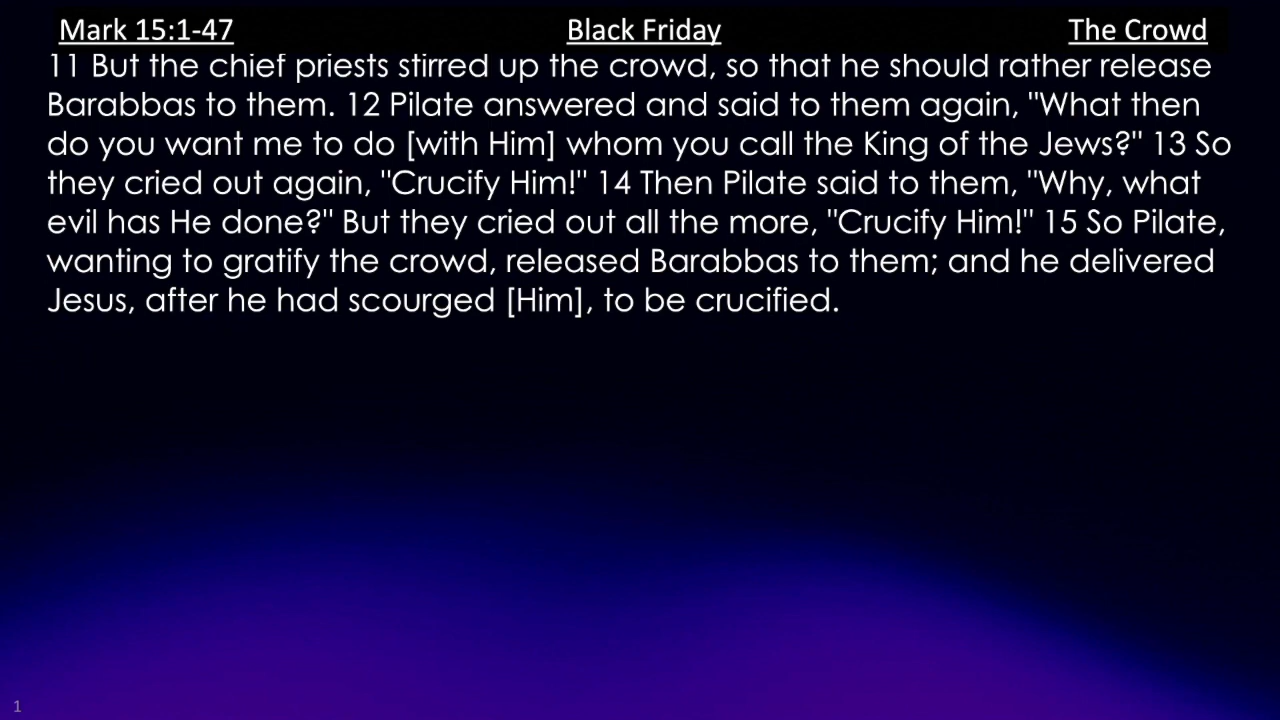 Mark 15:1-47 Black Friday The Crowd
11 But the chief priests stirred up the crowd, so that he should rather release
Barabbas to them. 12 Pilate answered and said to them again, "What then
do you want me to do [with Him] whom you call the King of the Jews?" 13 So
they cried out again, "Crucify Him!" 14 Then Pilate said to them, "Why, what
evil has He done?" But they cried out all the more, "Crucify Him!" 15 So Pilate,
wanting to gratify the crowd, released Barabbas to them; and he delivered
Jesus, after he had scourged [Him], to be crucified.
1